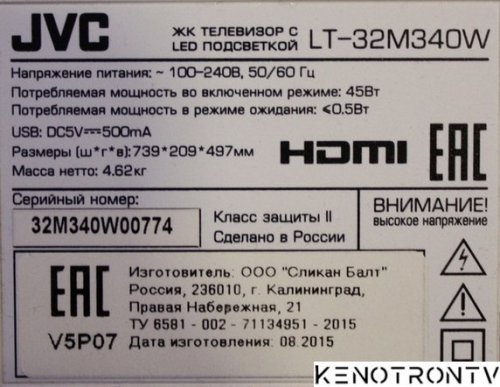 JVC
ЖК ТЕЛЕВИЗОР С
LED ПОДСВЕТКОЙ
LT-32M340W
Напряжение питания: ~ 100-240В, 50/60 Гц
Потребляемая мощность во включенном режиме: 45Вт
Потребляемая мощность в режиме ожидания: ≤0.5Вт
USB: DC5V⎓500mA
Размеры (ш*г*в): 739*209*497мм
Масса нетто: 4.62кг
HDMI
EAC
Серийный номер:
32M340W00774
Класс защиты II
Сделано в России
ВНИМАНИЕ!
высокое напряжение
EAC
V5P07
Изготовитель: ООО "Сликан Балт"
Россия, 236010, г. Калининград,
Правая Набережная, 21
ТУ 6581 - 002 - 71134951 - 2015
Дата изготовления: 08.2015
KENOTRONTV